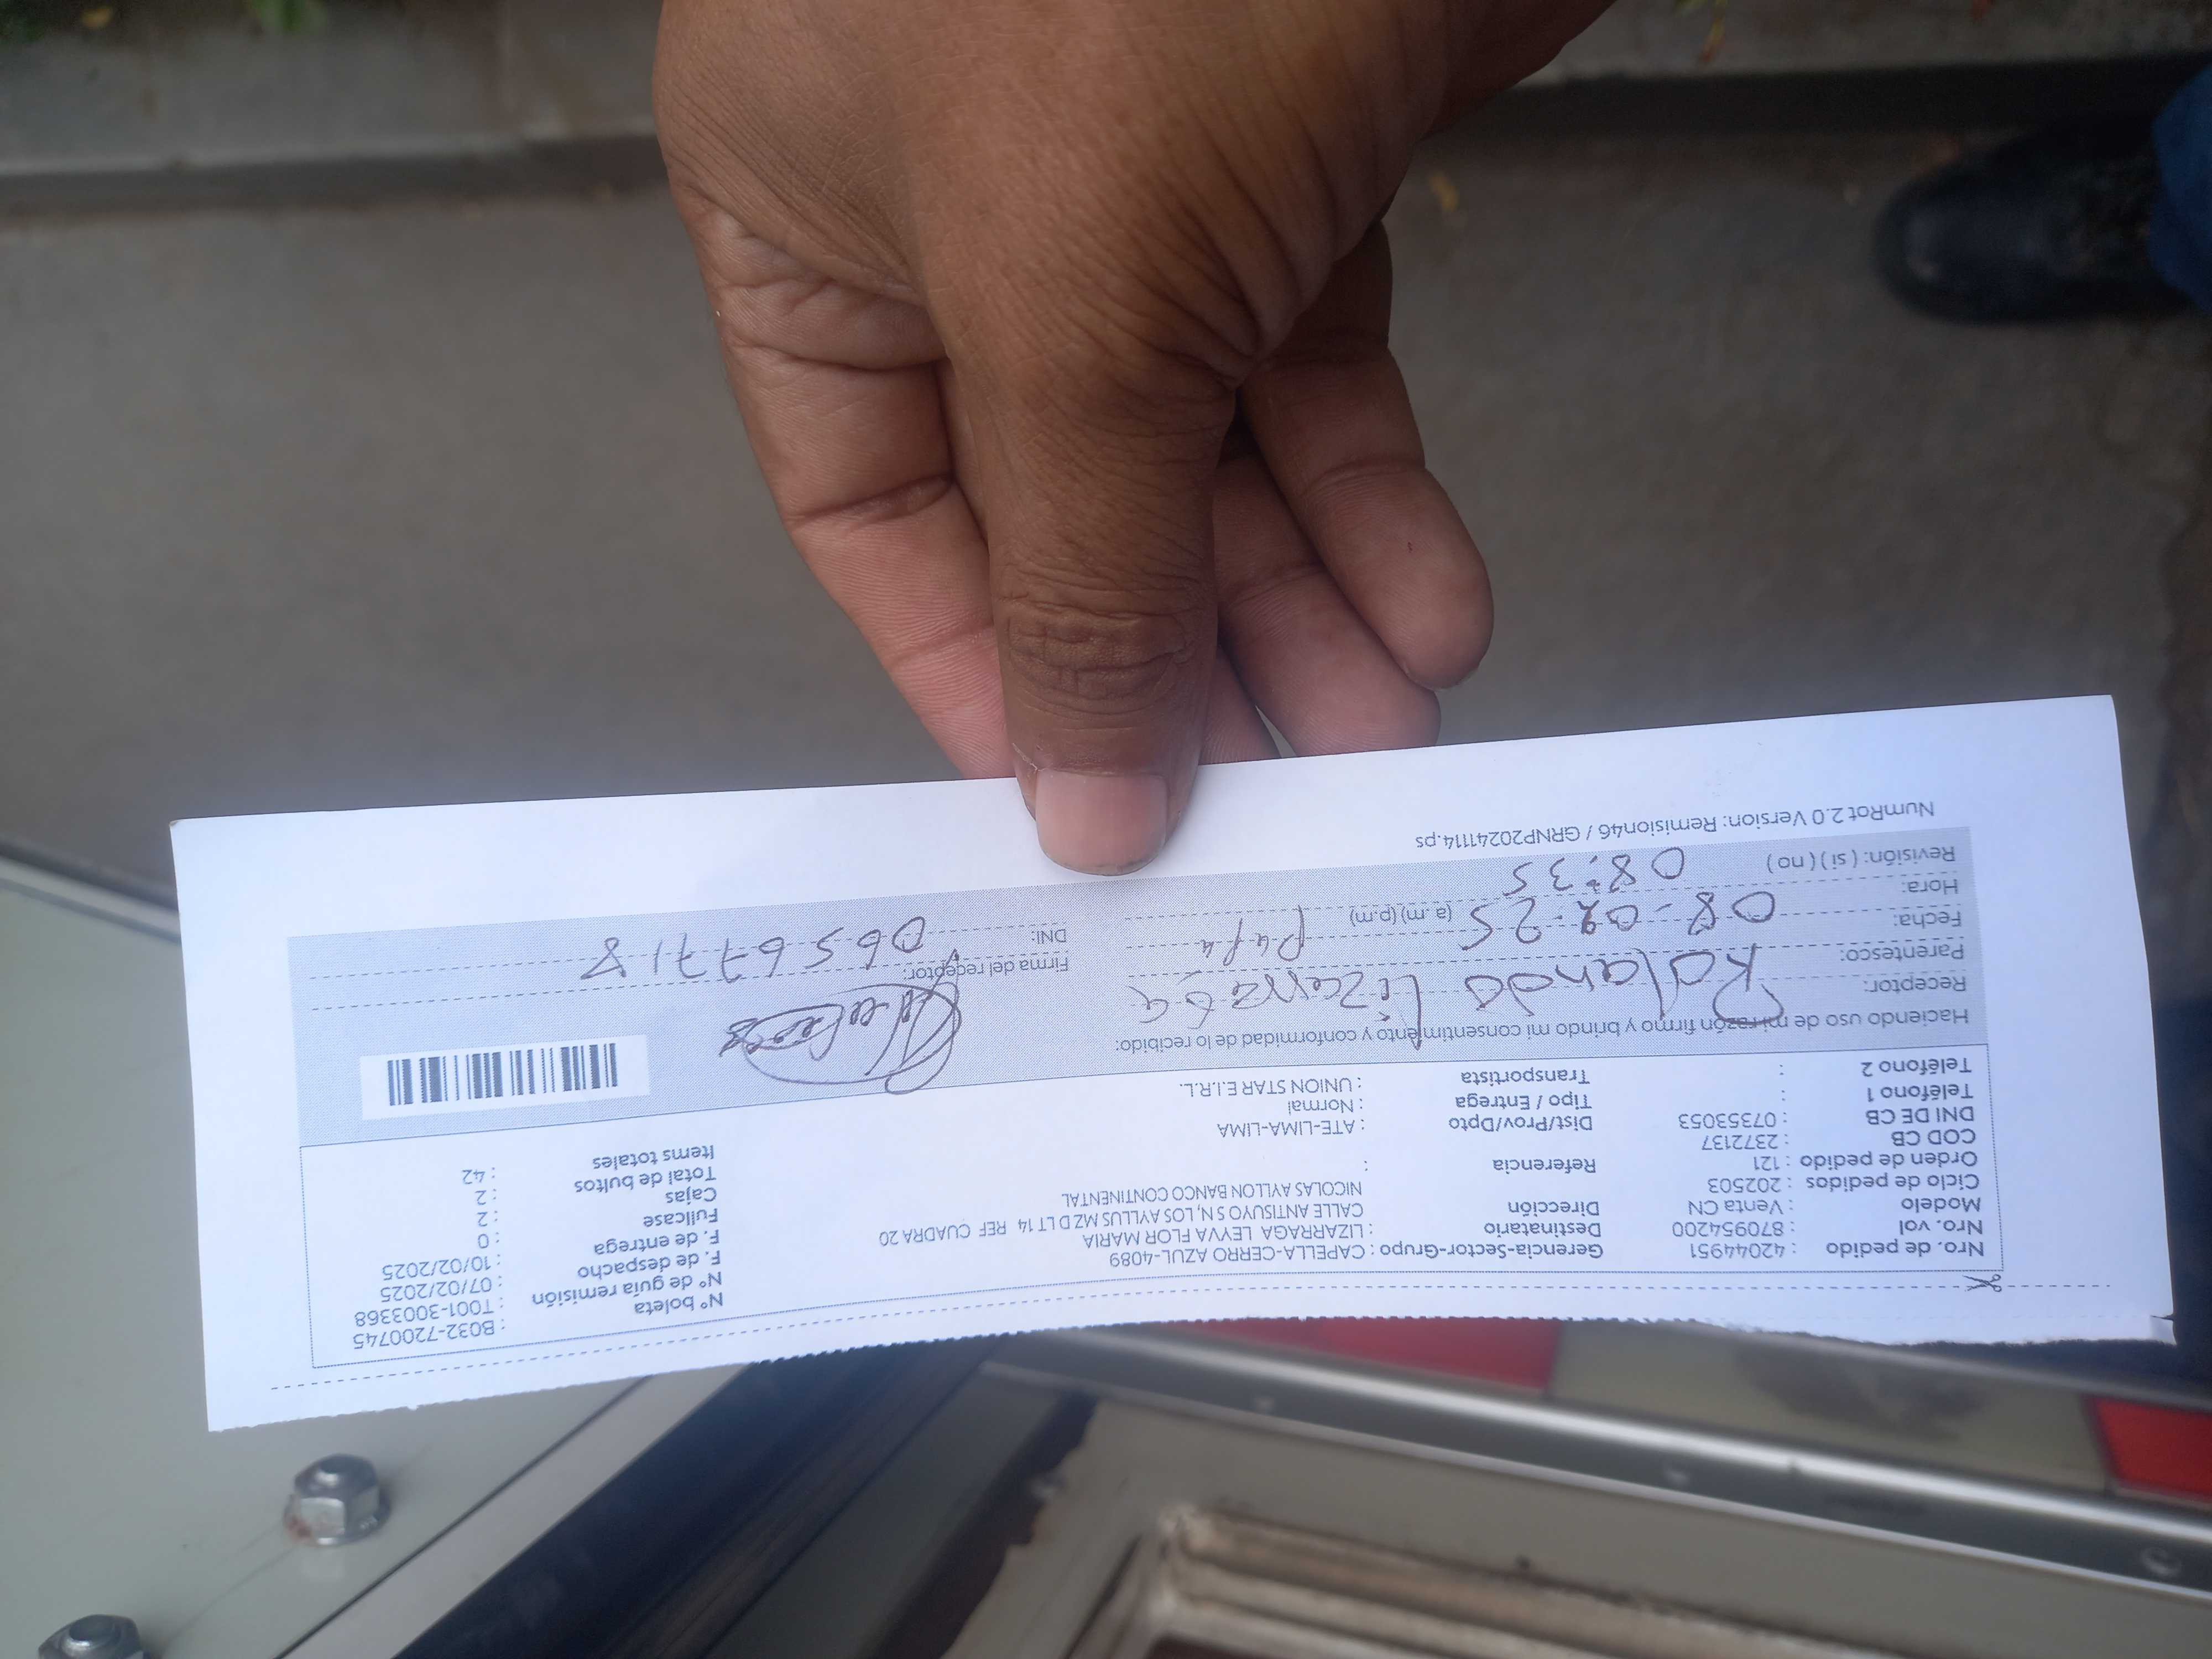 Nro. de pedido : 42044951
Nro. vol. : 870954200
Modelo : Venta CN
Ciclo de pedidos : 202503
Orden de pedido : 121
COD CB : 2372137
DNI DE CB : 07353053
Teléfono 1 :
Teléfono 2 :
Gerencia-Sector-Grupo : CAPELLA-CERRO AZUL-4089
Destinatario : LIZARRAGA LEYVA FLOR MARIA
Dirección CALLE ANTISUYO S N, LOS AYLLUS MZ D LT 14 REF CUADRA 20
NICOLAS AYLLON BANCO CONTINENTAL
Referencia :
Dist/Prov/Dpto : ATE-LIMA-LIMA
Tipo / Entrega : Normal
Transportista : UNION STAR E.I.R.L.
N° boleta : B032-7200745
N° de guia remisión : T001-3003368
F. de despacho : 07/02/2025
F. de entrega : 10/02/2025
Fullcase : 0
Cajas : 2
Total de bultos : 2
Items totales : 42
Haciendo uso de mi razón firmo y brindo mi consentimiento y conformidad de lo recibido:
Receptor: Rolando Lizarraga
Parentesco: Papa
Fecha: 08-02-25 (a.m) (p.m)
Hora: 08:35
Revisión: ( si ) ( no )
Firma del receptor:
DNI: 06567718
NumRot 2.0 Version: Remision46 / GRNP20241114.ps